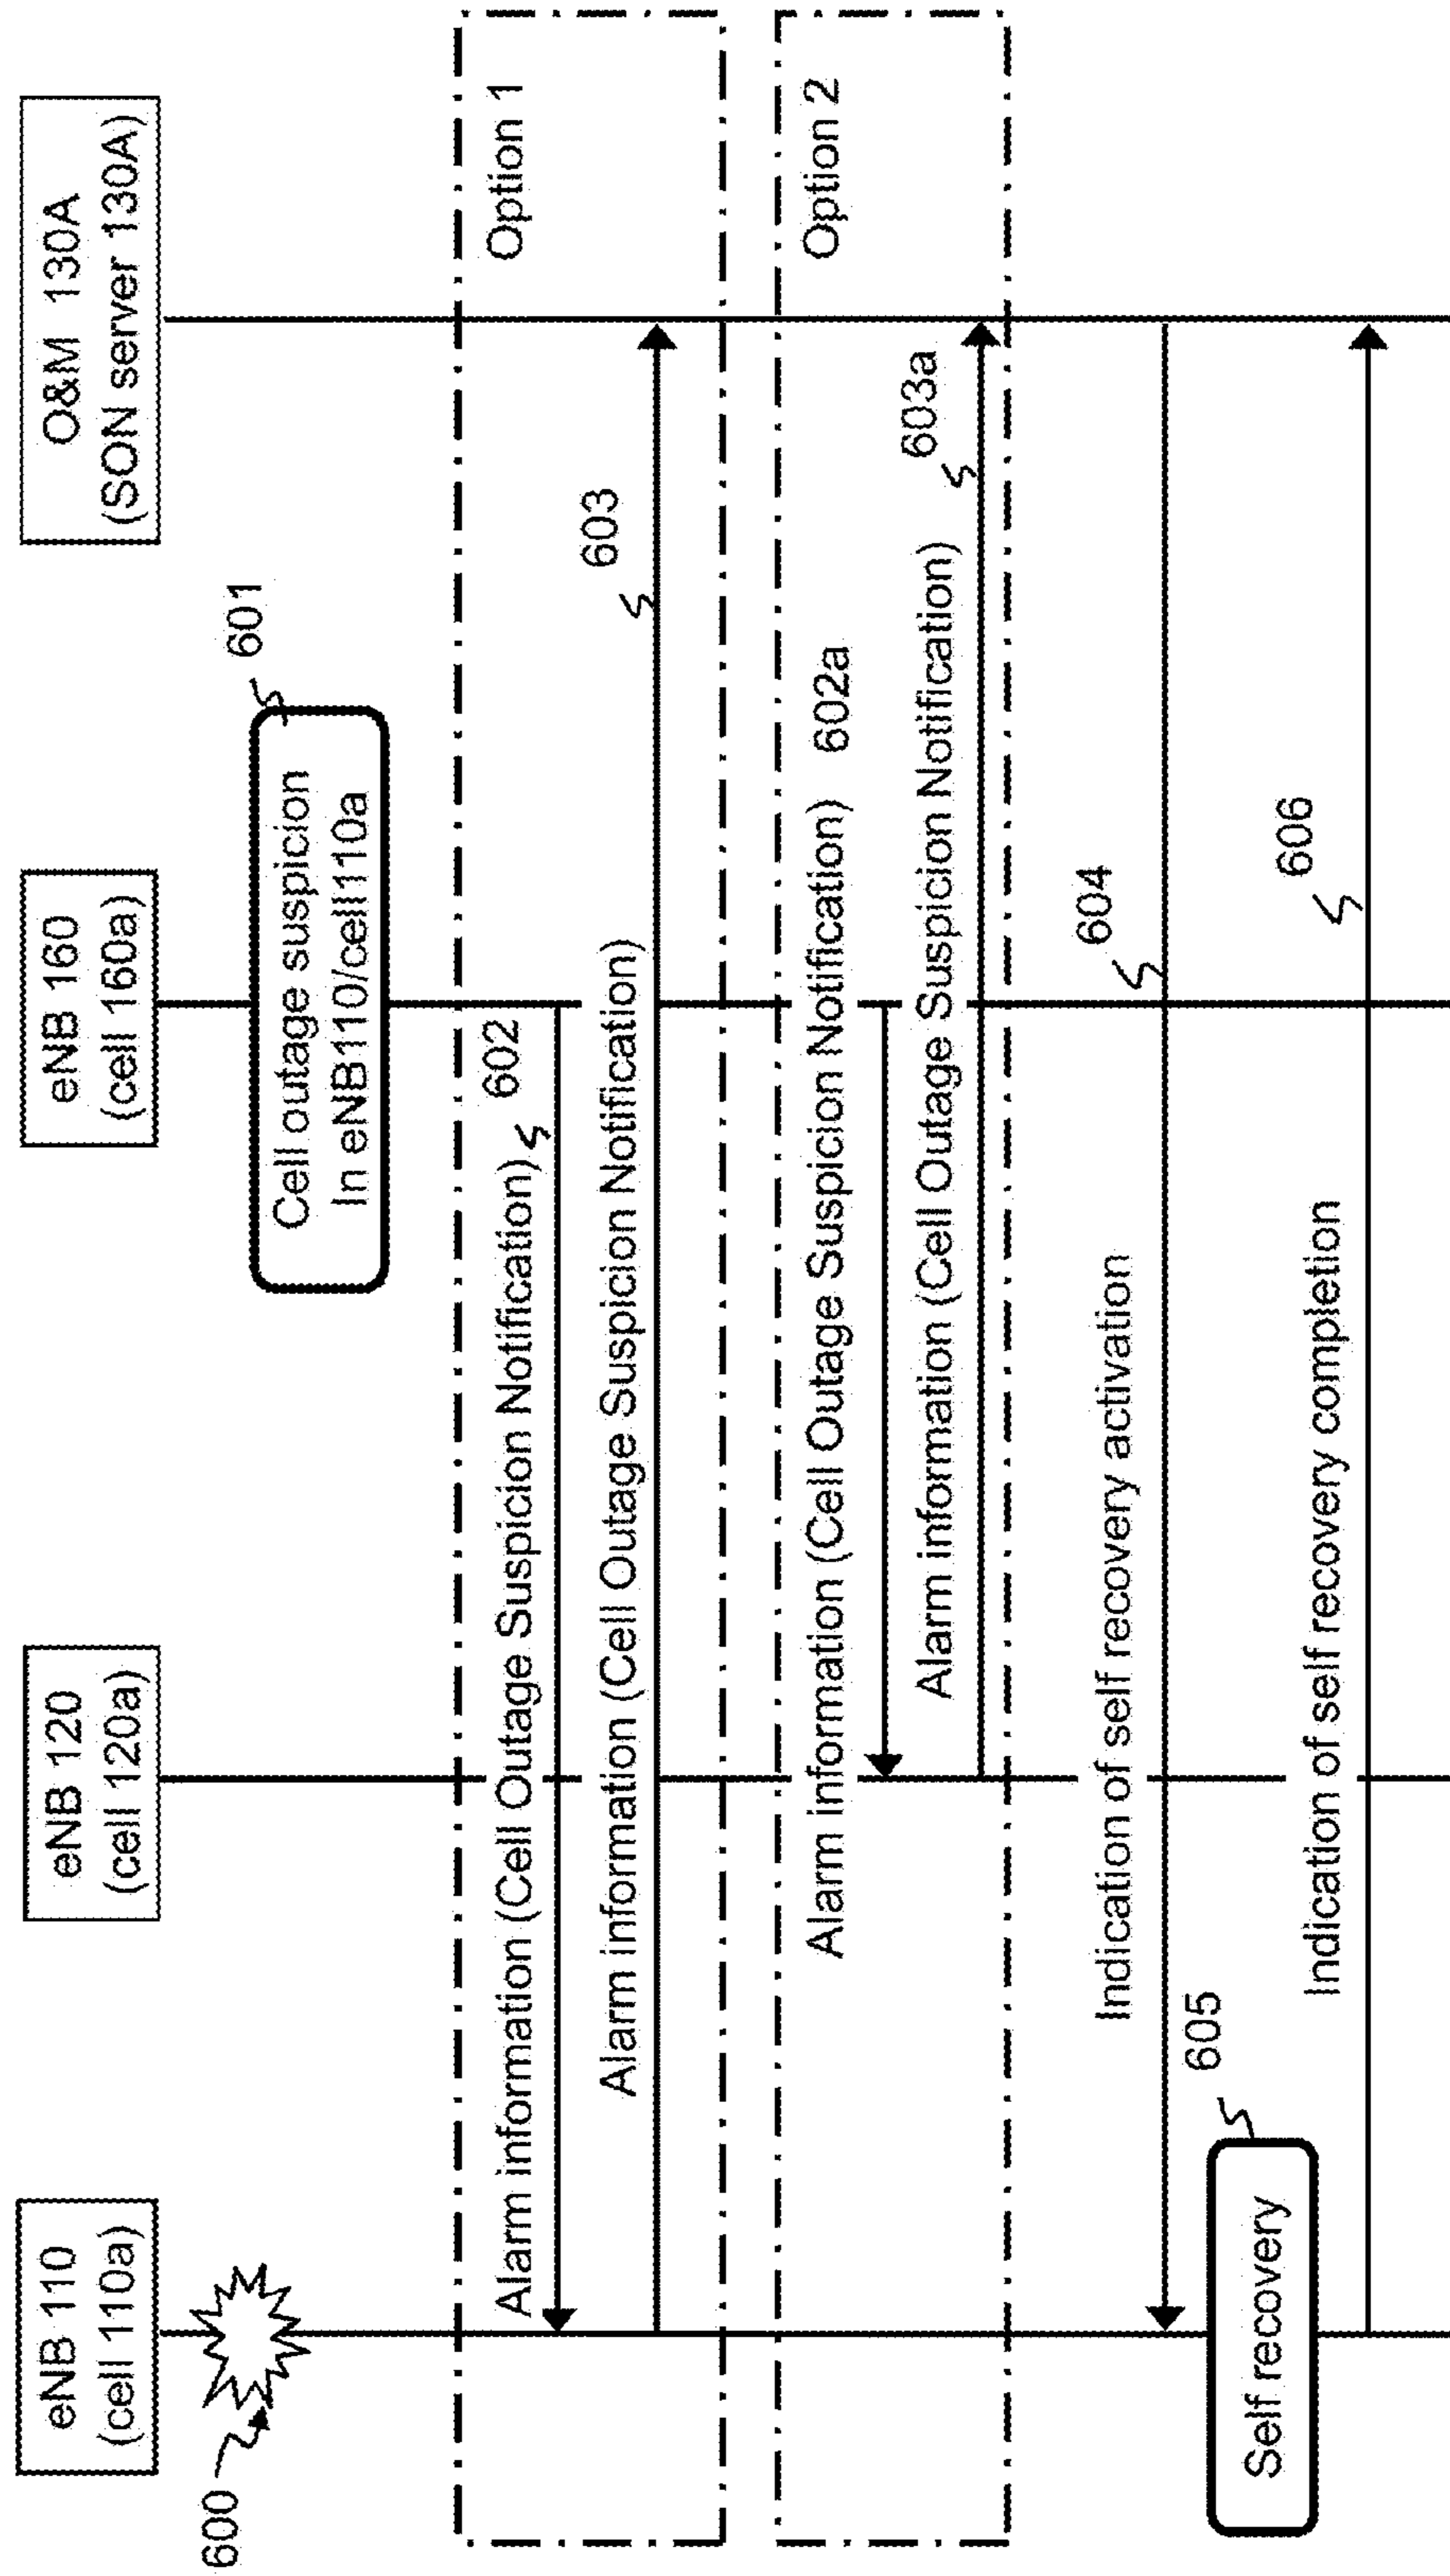 eNB 110
(cell 110a)
eNB 120
(cell 120a)
eNB 160
(cell 160a)
O&M 130A
(SON server 130A)
600
601
Cell outage suspicion
In eNB110/cell110a
Option 1
Alarm information (Cell Outage Suspicion Notification)
602
Alarm information (Cell Outage Suspicion Notification)
603
Option 2
Alarm information (Cell Outage Suspicion Notification) 602a
Alarm information (Cell Outage Suspicion Notification)
603a
Indication of self recovery activation
604
605
Self recovery
Indication of self recovery completion
606